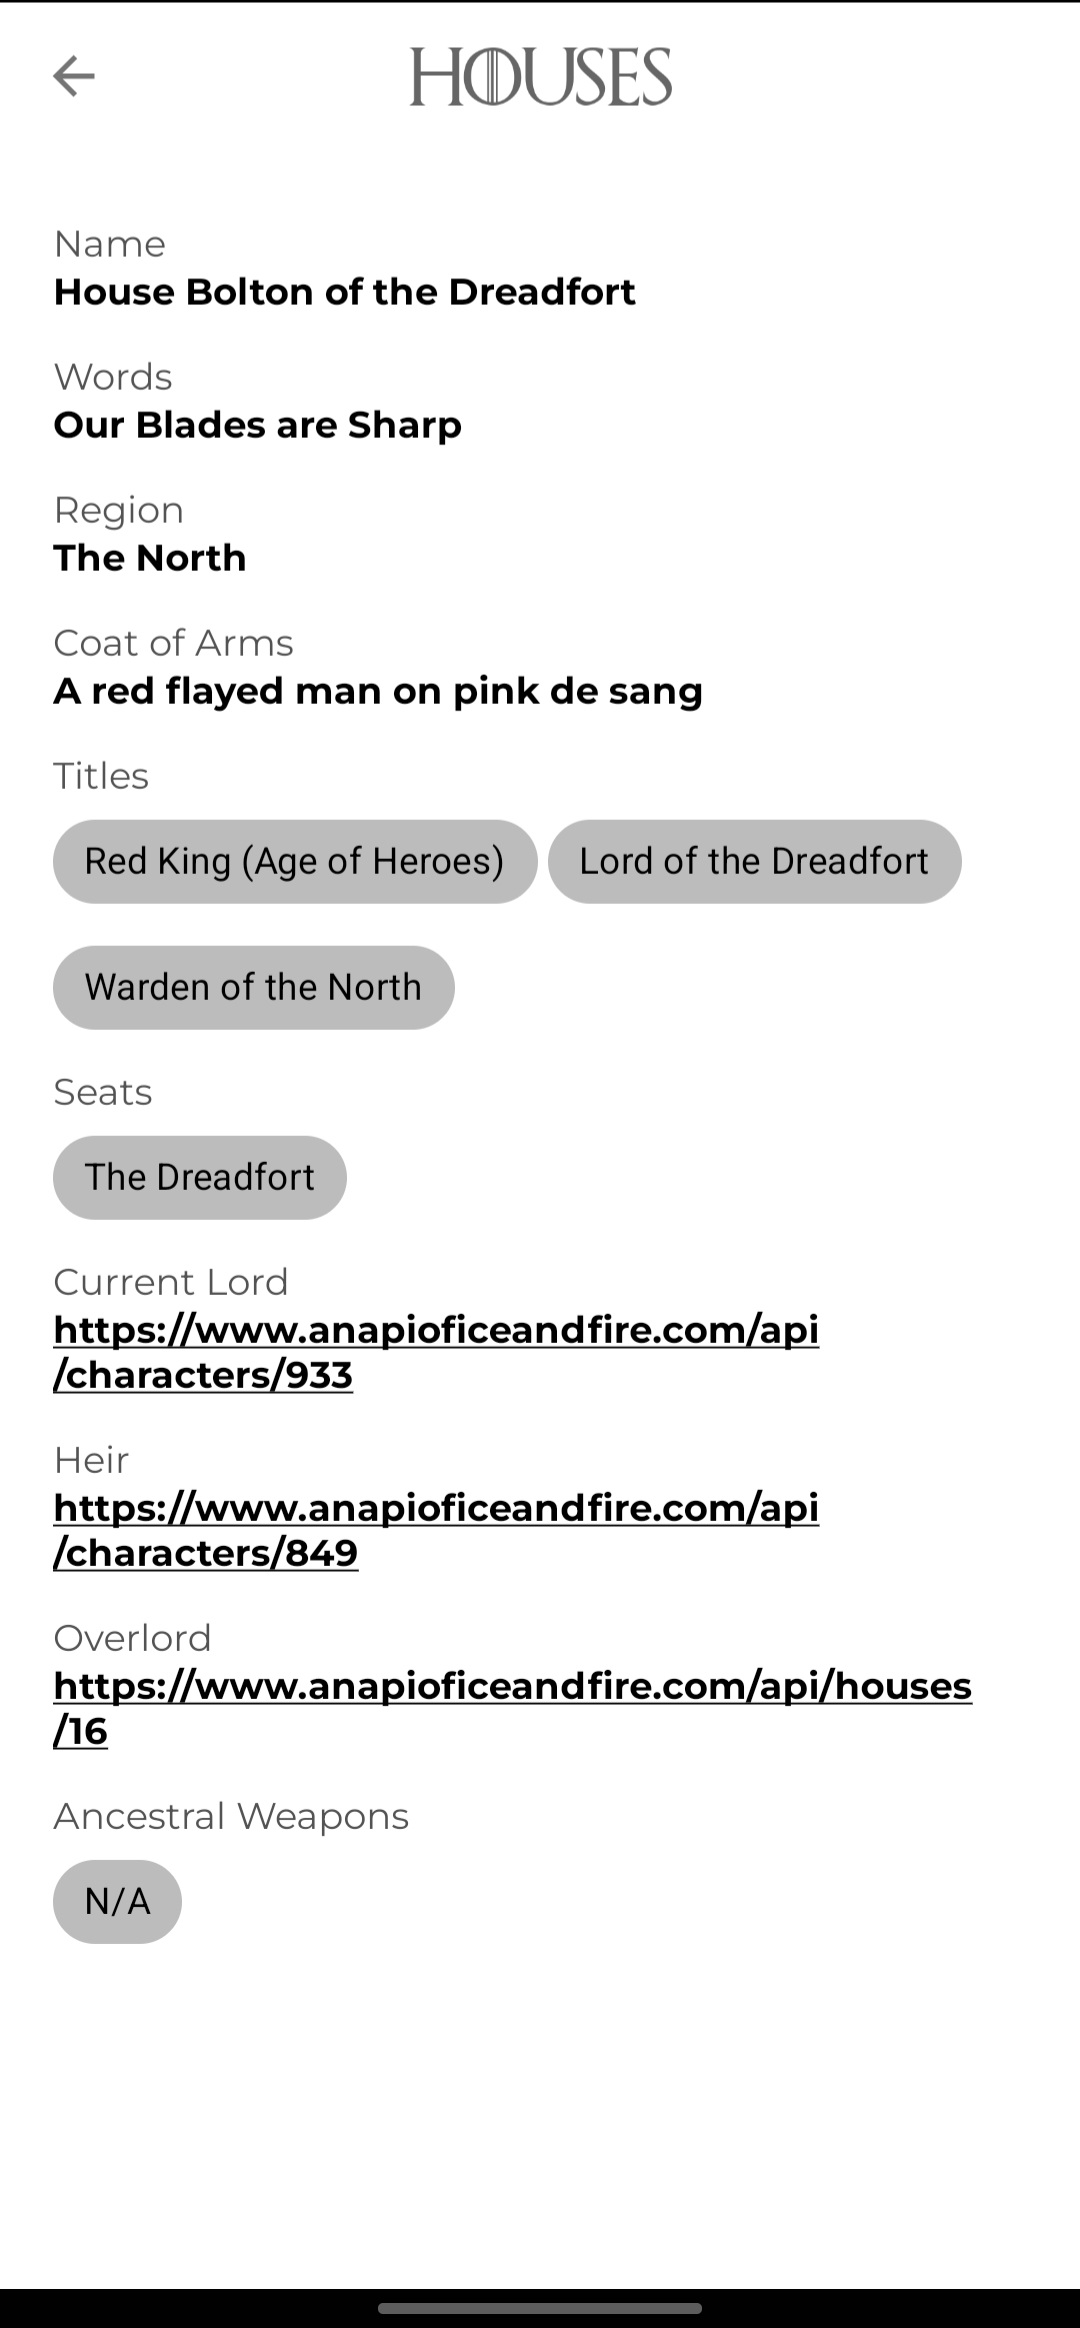 HOUSES
Name
House Bolton of the Dreadfort
Words
Our Blades are Sharp
Region
The North
Coat of Arms
A red flayed man on pink de sang
Titles
Red King (Age of Heroes) Lord of the Dreadfort
Warden of the North
Seats
The Dreadfort
Current Lord
https://www.anapioficeandfire.com/api
/characters/933
Heir
https://www.anapioficeandfire.com/api
/characters/849
Overlord
https://www.anapioficeandfire.com/api/houses
/16
Ancestral Weapons
N/A